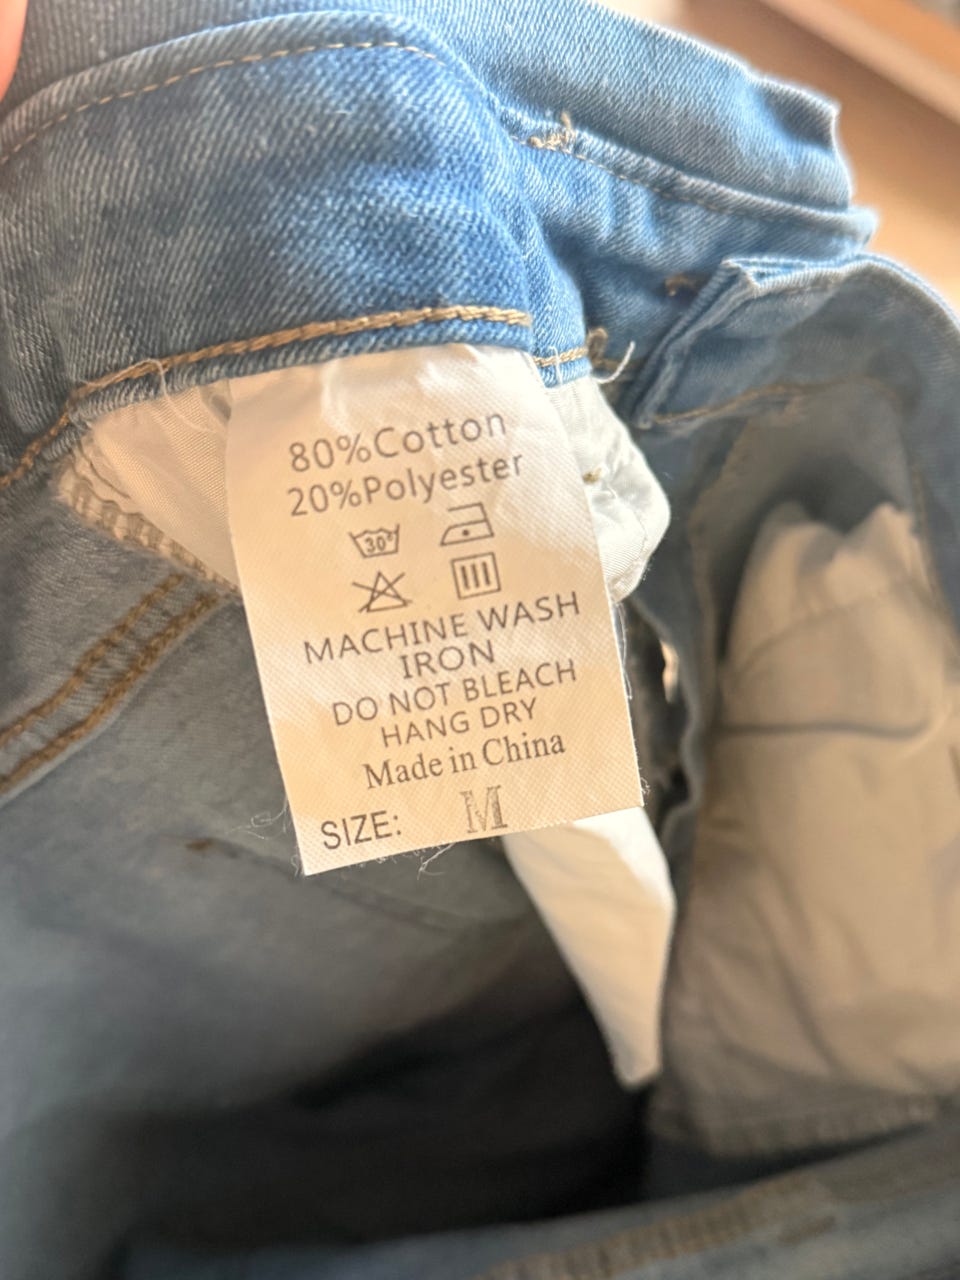 80%Cotton
20%Polyester
30°
MACHINE WASH
IRON
DO NOT BLEACH
HANG DRY
Made in China
SIZE: M